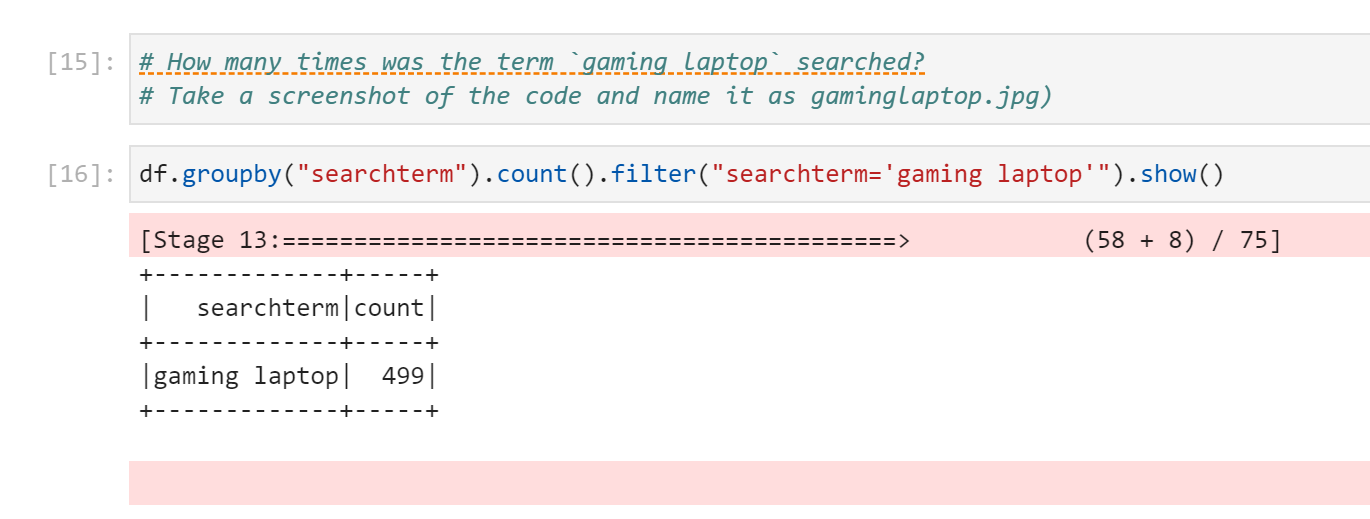 [15]: # How many times was the term `gaming laptop` searched?
# Take a screenshot of the code and name it as gaminglaptop.jpg)
[16]: df.groupby("searchterm").count().filter("searchterm='gaming laptop'").show()
[Stage 13:===========================================>            (58 + 8) / 75]
+-------------+-----+
|   searchterm|count|
+-------------+-----+
|gaming laptop|  499|
+-------------+-----+